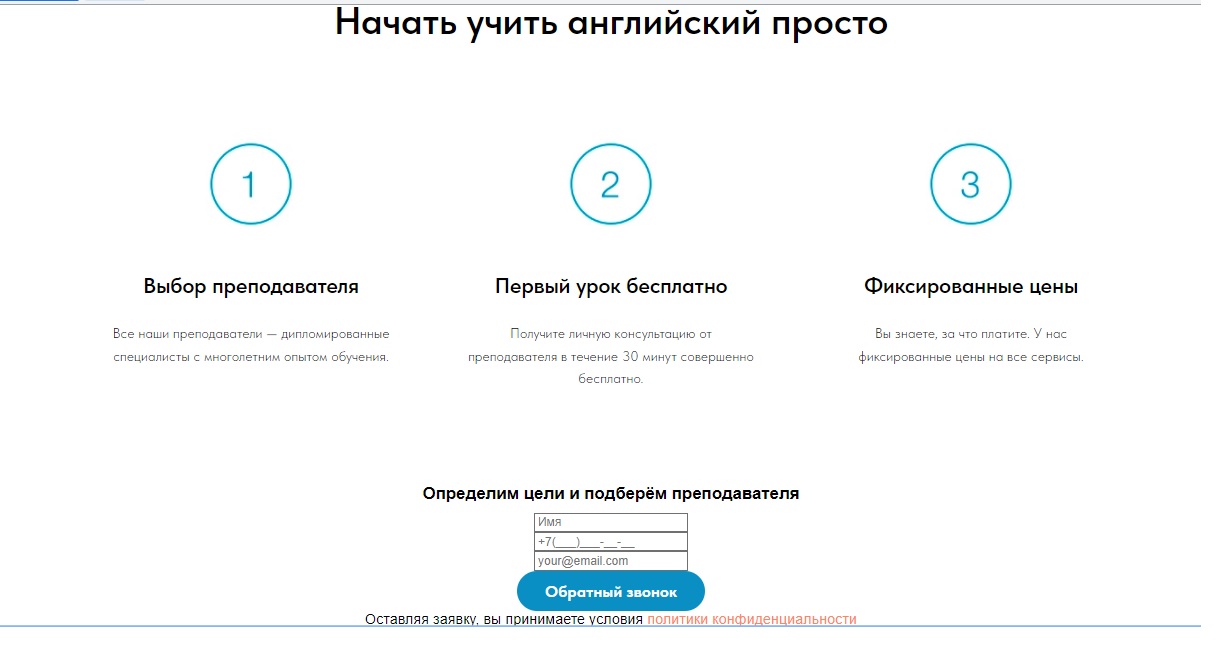 Начать учить английский просто
1
2
3
Выбор преподавателя
Все наши преподаватели — дипломированные
специалисты с многолетним опытом обучения.
Первый урок бесплатно
Получите личную консультацию от
преподавателя в течение 30 минут совершенно
бесплатно.
Фиксированные цены
Вы знаете, за что платите. У нас
фиксированные цены на все сервисы.
Определим цели и подберём преподавателя
Имя
+7(___)___-__-__
your@email.com
Обратный звонок
Оставляя заявку, вы принимаете условия политики конфиденциальности